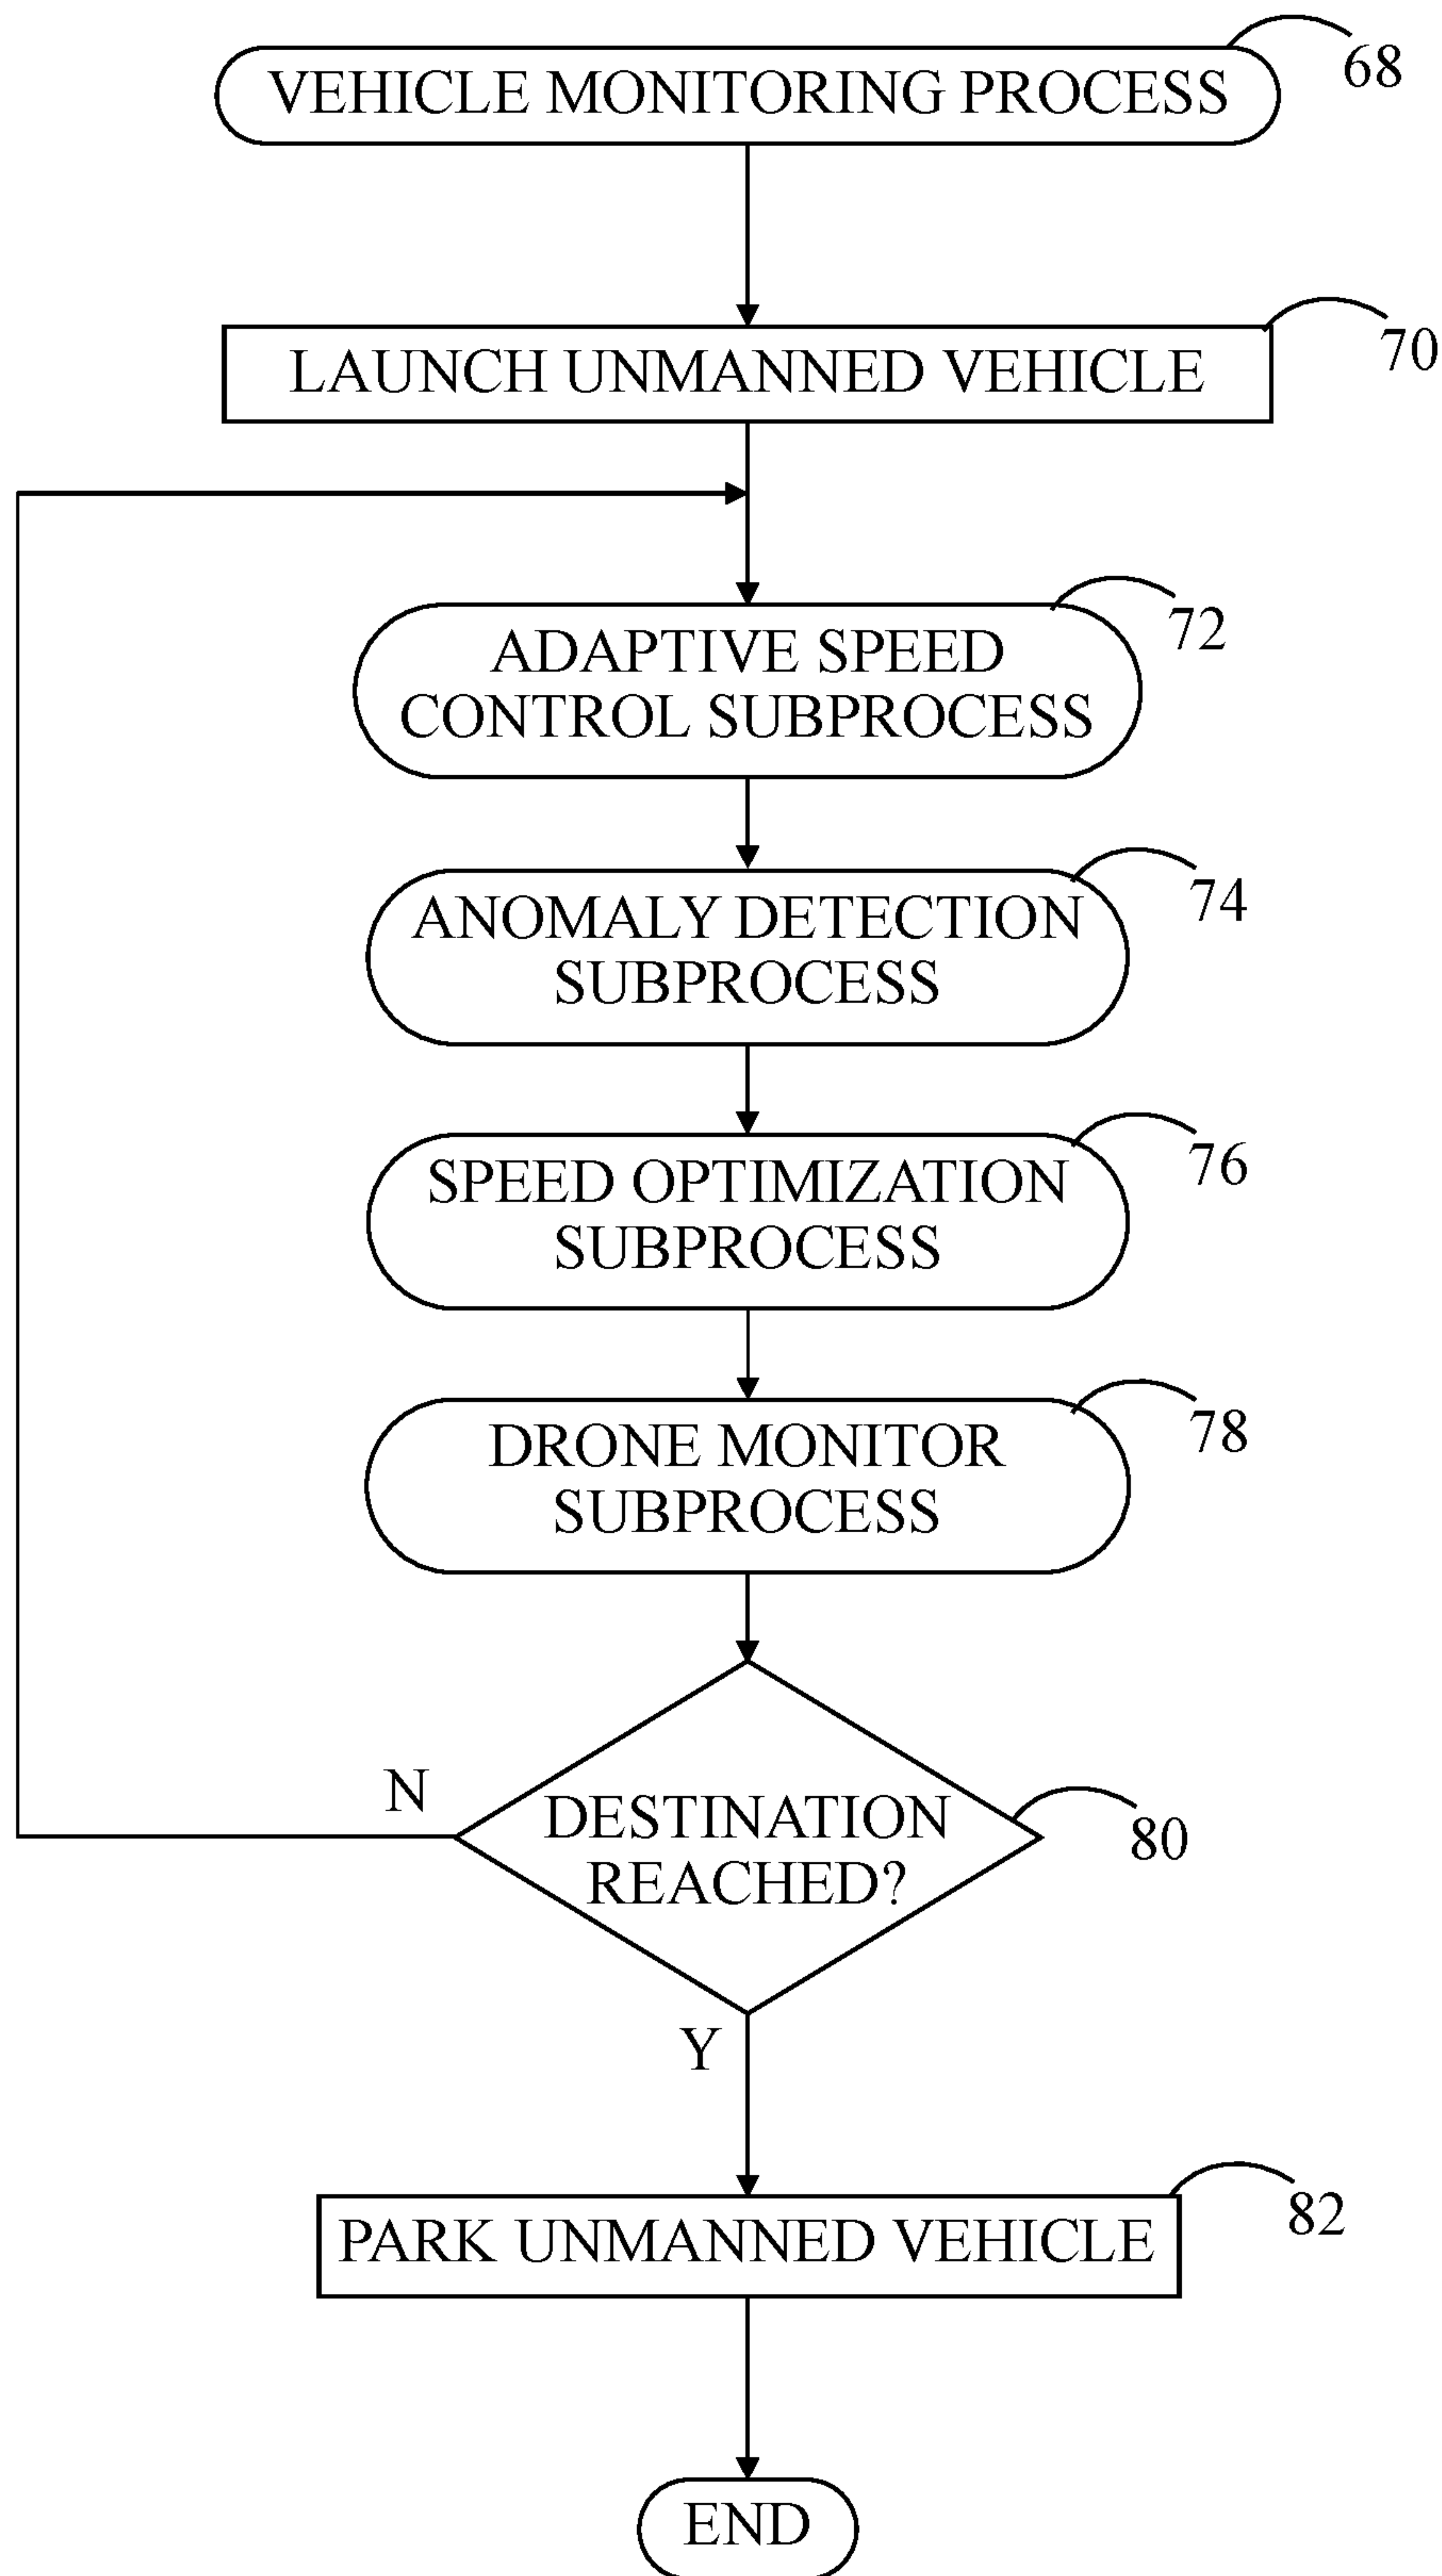 VEHICLE MONITORING PROCESS
68
LAUNCH UNMANNED VEHICLE
70
ADAPTIVE SPEED
CONTROL SUBPROCESS
72
ANOMALY DETECTION
SUBPROCESS
74
SPEED OPTIMIZATION
SUBPROCESS
76
DRONE MONITOR
SUBPROCESS
78
N
DESTINATION
REACHED?
80
Y
PARK UNMANNED VEHICLE
82
END